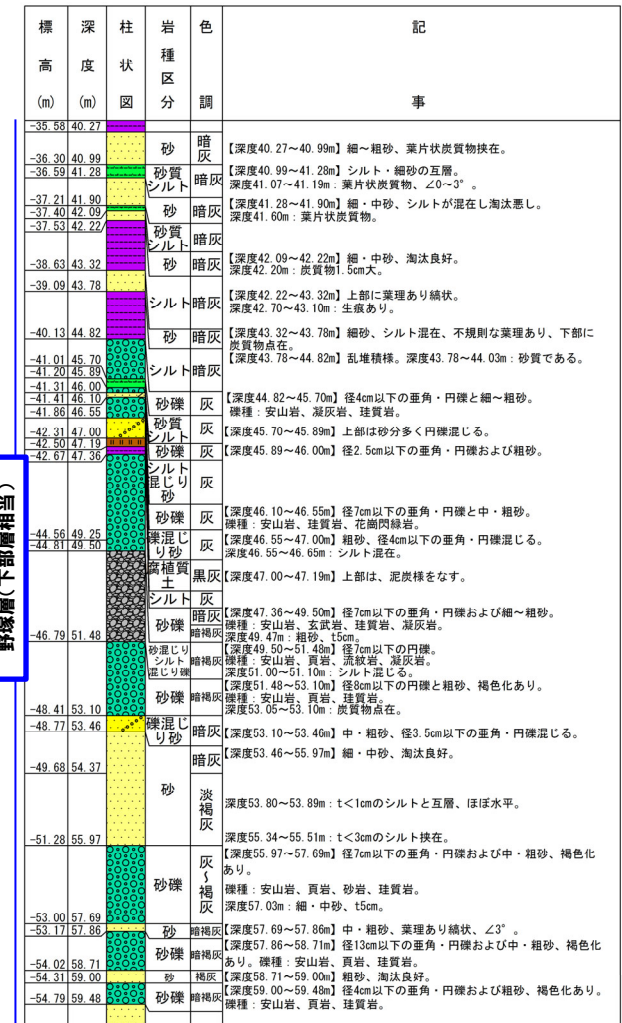 標高(m) 深度(m) 柱状図 岩種区分 色調 記事
野塚層(下部層相当)
-35.58 40.27
-36.30 40.99 砂 暗灰 【深度40.27~40.99m】細~粗砂、葉片状炭質物挟在。
-36.59 41.28 砂質シルト 暗灰 【深度40.99~41.28m】シルト・細砂の互層。
深度41.07~41.19m:葉片状炭質物、∠0~3°。
-37.21 41.90 砂 暗灰 【深度41.28~41.90m】細・中砂、シルトが混在し淘汰悪し。
深度41.60m:葉片状炭質物。
-37.40 42.09 砂質シルト 暗灰
-37.53 42.22 砂 暗灰 【深度42.09~42.22m】細・中砂、淘汰良好。
深度42.20m:炭質物1.5cm大。
-38.63 43.32 シルト 暗灰 【深度42.22~43.32m】上部に葉理あり縞状。
深度42.70~43.10m:生痕あり。
-39.09 43.78 砂 暗灰 【深度43.32~43.78m】細砂、シルト混在、不規則な葉理あり、下部に
炭質物点在。
-40.13 44.82 シルト 暗灰 【深度43.78~44.82m】乱堆積様。深度43.78~44.03m:砂質である。
-41.01 45.70 砂礫 灰 【深度44.82~45.70m】径4cm以下の亜角・円礫と細~粗砂。
礫種:安山岩、凝灰岩、珪質岩。
-41.20 45.89 砂質シルト 灰 【深度45.70~45.89m】上部は砂分多く円礫混じる。
-41.31 46.00 砂礫 灰 【深度45.89~46.00m】径2.5cm以下の亜角・円礫および粗砂。
-41.41 46.10 シルト混じり砂 灰
-41.86 46.55 砂礫 灰 【深度46.10~46.55m】径7cm以下の亜角・円礫と中・粗砂。
礫種:安山岩、珪質岩、花崗閃緑岩。
-42.31 47.00 礫混じり砂 灰 【深度46.55~47.00m】粗砂、径4cm以下の亜角・円礫混じる。
深度46.55~46.65m:シルト混在。
-42.50 47.19 腐植質土 黒灰 【深度47.00~47.19m】上部は、泥炭様をなす。
-42.67 47.36 シルト 灰
-44.56 49.25 砂礫 暗灰 【深度47.36~49.50m】径7cm以下の亜角・円礫および細~粗砂。
礫種:安山岩、玄武岩、珪質岩、凝灰岩。
-44.81 49.50 暗褐灰 深度49.47m:粗砂、t5cm。
-46.79 51.48 砂混じりシルト混じり礫 暗褐灰 【深度49.50~51.48m】径7cm以下の円礫。
礫種:安山岩、頁岩、流紋岩、凝灰岩。
深度51.00~51.10m:シルト混じる。
-48.41 53.10 砂礫 暗褐灰 【深度51.48~53.10m】径8cm以下の円礫と粗砂、褐色化あり。
礫種:安山岩、頁岩、珪質岩。
深度53.05~53.10m:炭質物点在。
-48.77 53.46 礫混じり砂 暗灰 【深度53.10~53.46m】中・粗砂、径3.5cm以下の亜角・円礫混じる。
-49.68 54.37 砂 暗灰 【深度53.46~55.97m】細・中砂、淘汰良好。
淡褐灰 深度53.80~53.89m:t<1cmのシルトと互層、ほぼ水平。
-51.28 55.97 深度55.34~55.51m:t<3cmのシルト挟在。
-53.00 57.69 砂礫 灰~褐灰 【深度55.97~57.69m】径7cm以下の亜角・円礫および中・粗砂、褐色化
あり。
礫種:安山岩、頁岩、砂岩、珪質岩。
深度57.03m:細・中砂、t5cm。
-53.17 57.86 砂 暗褐灰 【深度57.69~57.86m】中・粗砂、葉理あり縞状、∠3°。
-54.02 58.71 砂礫 暗褐灰 【深度57.86~58.71m】径13cm以下の亜角・円礫および中・粗砂、褐色化
あり。礫種:安山岩、頁岩、珪質岩。
-54.31 59.00 砂 褐灰 【深度58.71~59.00m】粗砂、淘汰良好。
-54.79 59.48 砂礫 暗褐灰 【深度59.00~59.48m】径4cm以下の亜角・円礫および粗砂、褐色化あり。
礫種:安山岩、頁岩、珪質岩。